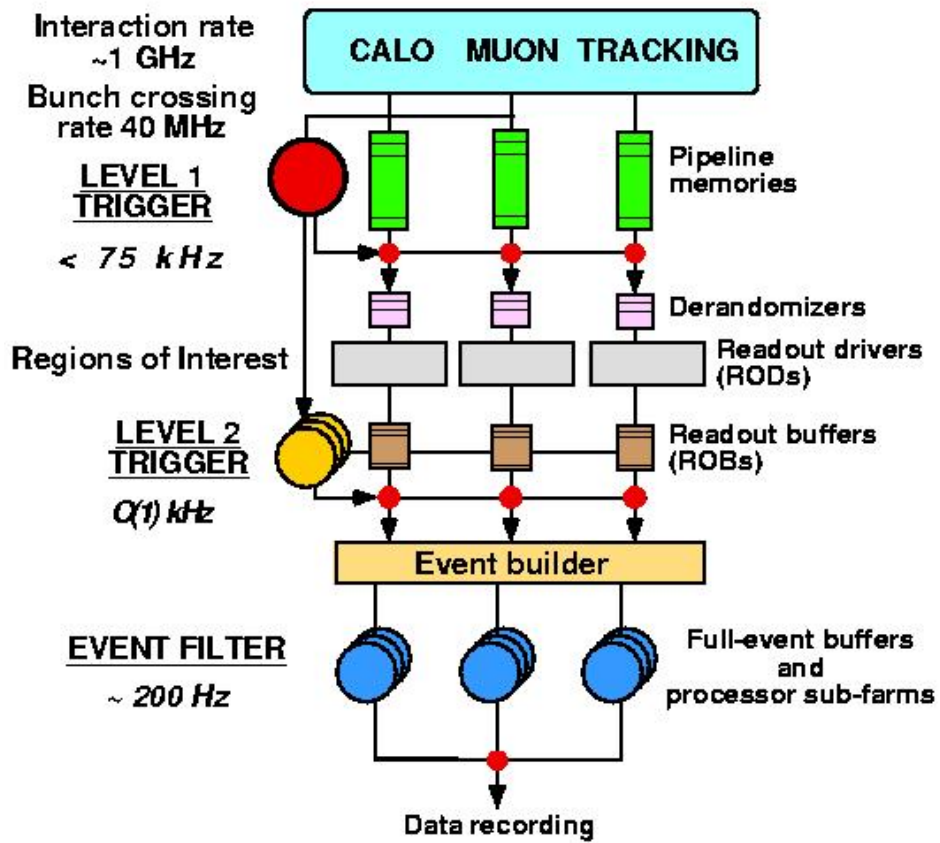 Interaction rate
~1 GHz
CALO MUON TRACKING
Bunch crossing
rate 40 MHz
LEVEL 1
TRIGGER
< 75 kHz
Pipeline
memories
Derandomizers
Regions of Interest
Readout drivers
(RODs)
LEVEL 2
TRIGGER
O(1) kHz
Readout buffers
(ROBs)
Event builder
EVENT FILTER
~ 200 Hz
Full-event buffers
and
processor sub-farms
Data recording